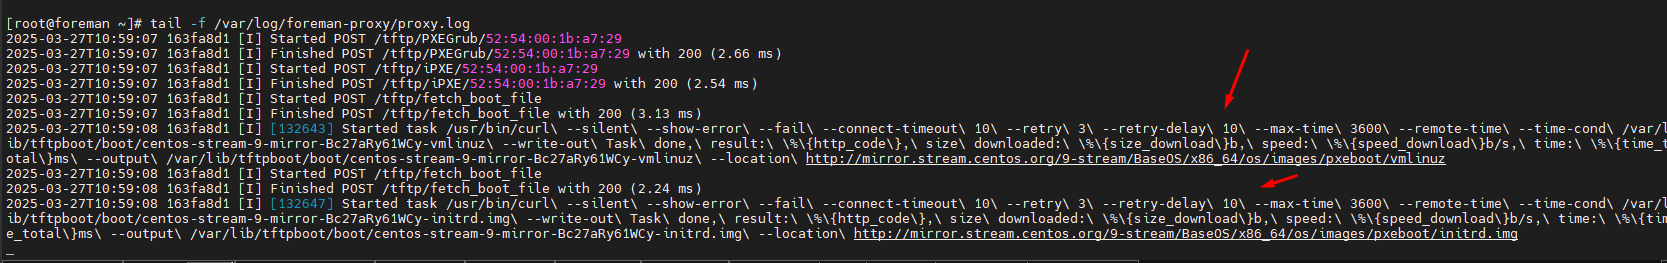 [root@foreman ~]# tail -f /var/log/foreman-proxy/proxy.log
2025-03-27T10:59:07 163fa8d1 [I] Started POST /tftp/PXEGrub/52:54:00:1b:a7:29
2025-03-27T10:59:07 163fa8d1 [I] Finished POST /tftp/PXEGrub/52:54:00:1b:a7:29 with 200 (2.66 ms)
2025-03-27T10:59:07 163fa8d1 [I] Started POST /tftp/iPXE/52:54:00:1b:a7:29
2025-03-27T10:59:07 163fa8d1 [I] Finished POST /tftp/iPXE/52:54:00:1b:a7:29 with 200 (2.54 ms)
2025-03-27T10:59:07 163fa8d1 [I] Started POST /tftp/fetch_boot_file
2025-03-27T10:59:07 163fa8d1 [I] Finished POST /tftp/fetch_boot_file with 200 (3.13 ms)
2025-03-27T10:59:08 163fa8d1 [I] [132643] Started task /usr/bin/curl\ --silent\ --show-error\ --fail\ --connect-timeout\ 10\ --retry\ 3\ --retry-delay\ 10\ --max-time\ 3600\ --remote-time\ --time-cond\ /var/l
ib/tftpboot/boot/centos-stream-9-mirror-Bc27aRy61WCy-vmlinuz\ --write-out\ Task\ done,\ result:\ \%\{http_code\},\ size\ downloaded:\ \%\{size_download\}b,\ speed:\ \%\{speed_download\}b/s,\ time:\ \%\{time_t
otal\}ms\ --output\ /var/lib/tftpboot/boot/centos-stream-9-mirror-Bc27aRy61WCy-vmlinuz\ --location\ http://mirror.stream.centos.org/9-stream/BaseOS/x86_64/os/images/pxeboot/vmlinuz
2025-03-27T10:59:08 163fa8d1 [I] Started POST /tftp/fetch_boot_file
2025-03-27T10:59:08 163fa8d1 [I] Finished POST /tftp/fetch_boot_file with 200 (2.24 ms)
2025-03-27T10:59:08 163fa8d1 [I] [132647] Started task /usr/bin/curl\ --silent\ --show-error\ --fail\ --connect-timeout\ 10\ --retry\ 3\ --retry-delay\ 10\ --max-time\ 3600\ --remote-time\ --time-cond\ /var/l
ib/tftpboot/boot/centos-stream-9-mirror-Bc27aRy61WCy-initrd.img\ --write-out\ Task\ done,\ result:\ \%\{http_code\},\ size\ downloaded:\ \%\{size_download\}b,\ speed:\ \%\{speed_download\}b/s,\ time:\ \%\{tim
e_total\}ms\ --output\ /var/lib/tftpboot/boot/centos-stream-9-mirror-Bc27aRy61WCy-initrd.img\ --location\ http://mirror.stream.centos.org/9-stream/BaseOS/x86_64/os/images/pxeboot/initrd.img